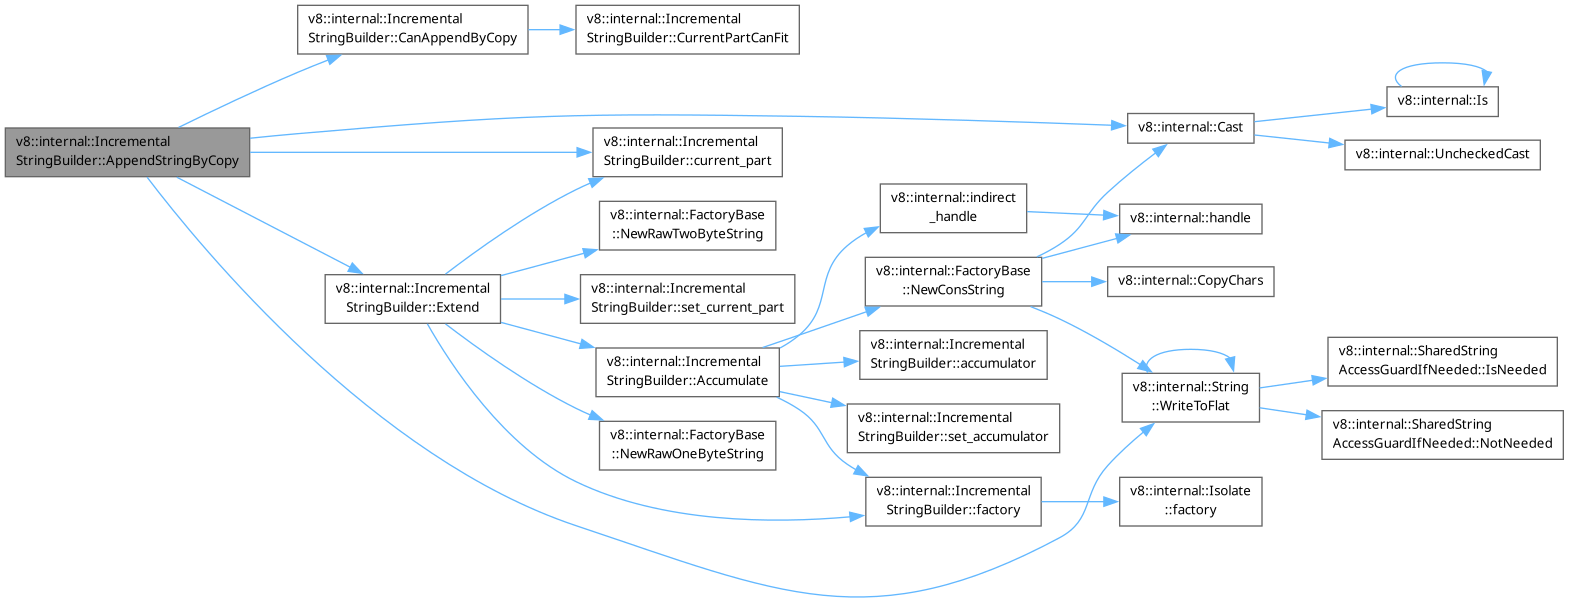 v8::internal::Incremental
StringBuilder::AppendStringByCopy
v8::internal::Incremental
StringBuilder::CanAppendByCopy
v8::internal::Incremental
StringBuilder::CurrentPartCanFit
v8::internal::Cast
v8::internal::Is
v8::internal::UncheckedCast
v8::internal::Incremental
StringBuilder::current_part
v8::internal::FactoryBase
::NewRawTwoByteString
v8::internal::Incremental
StringBuilder::Extend
v8::internal::Incremental
StringBuilder::set_current_part
v8::internal::Incremental
StringBuilder::Accumulate
v8::internal::FactoryBase
::NewRawOneByteString
v8::internal::indirect
_handle
v8::internal::handle
v8::internal::FactoryBase
::NewConsString
v8::internal::CopyChars
v8::internal::Incremental
StringBuilder::accumulator
v8::internal::Incremental
StringBuilder::set_accumulator
v8::internal::Incremental
StringBuilder::factory
v8::internal::Isolate
::factory
v8::internal::String
::WriteToFlat
v8::internal::SharedString
AccessGuardIfNeeded::IsNeeded
v8::internal::SharedString
AccessGuardIfNeeded::NotNeeded